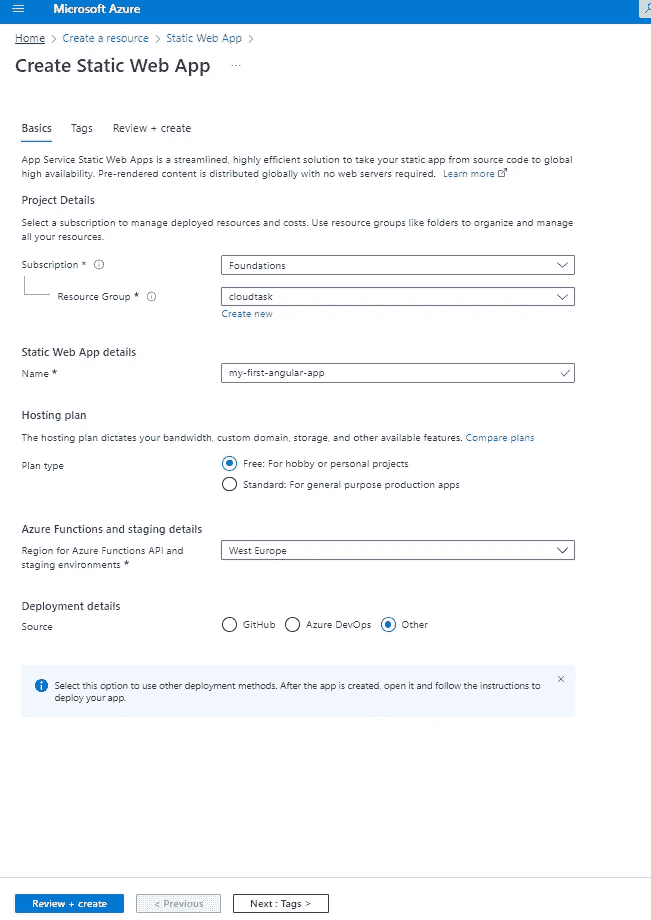 Microsoft Azure
Home > Create a resource > Static Web App >
Create Static Web App ...
Basics Tags Review + create
App Service Static Web Apps is a streamlined, highly efficient solution to take your static app from source code to global
high availability. Pre-rendered content is distributed globally with no web servers required. Learn more
Project Details
Select a subscription to manage deployed resources and costs. Use resource groups like folders to organize and manage
all your resources.
Subscription * Foundations
Resource Group * cloudtask
Create new
Static Web App details
Name * my-first-angular-app
Hosting plan
The hosting plan dictates your bandwidth, custom domain, storage, and other available features. Compare plans
Plan type Free: For hobby or personal projects
Standard: For general purpose production apps
Azure Functions and staging details
Region for Azure Functions API and
staging environments * West Europe
Deployment details
Source GitHub Azure DevOps Other
Select this option to use other deployment methods. After the app is created, open it and follow the instructions to
deploy your app.
Review + create < Previous Next : Tags >